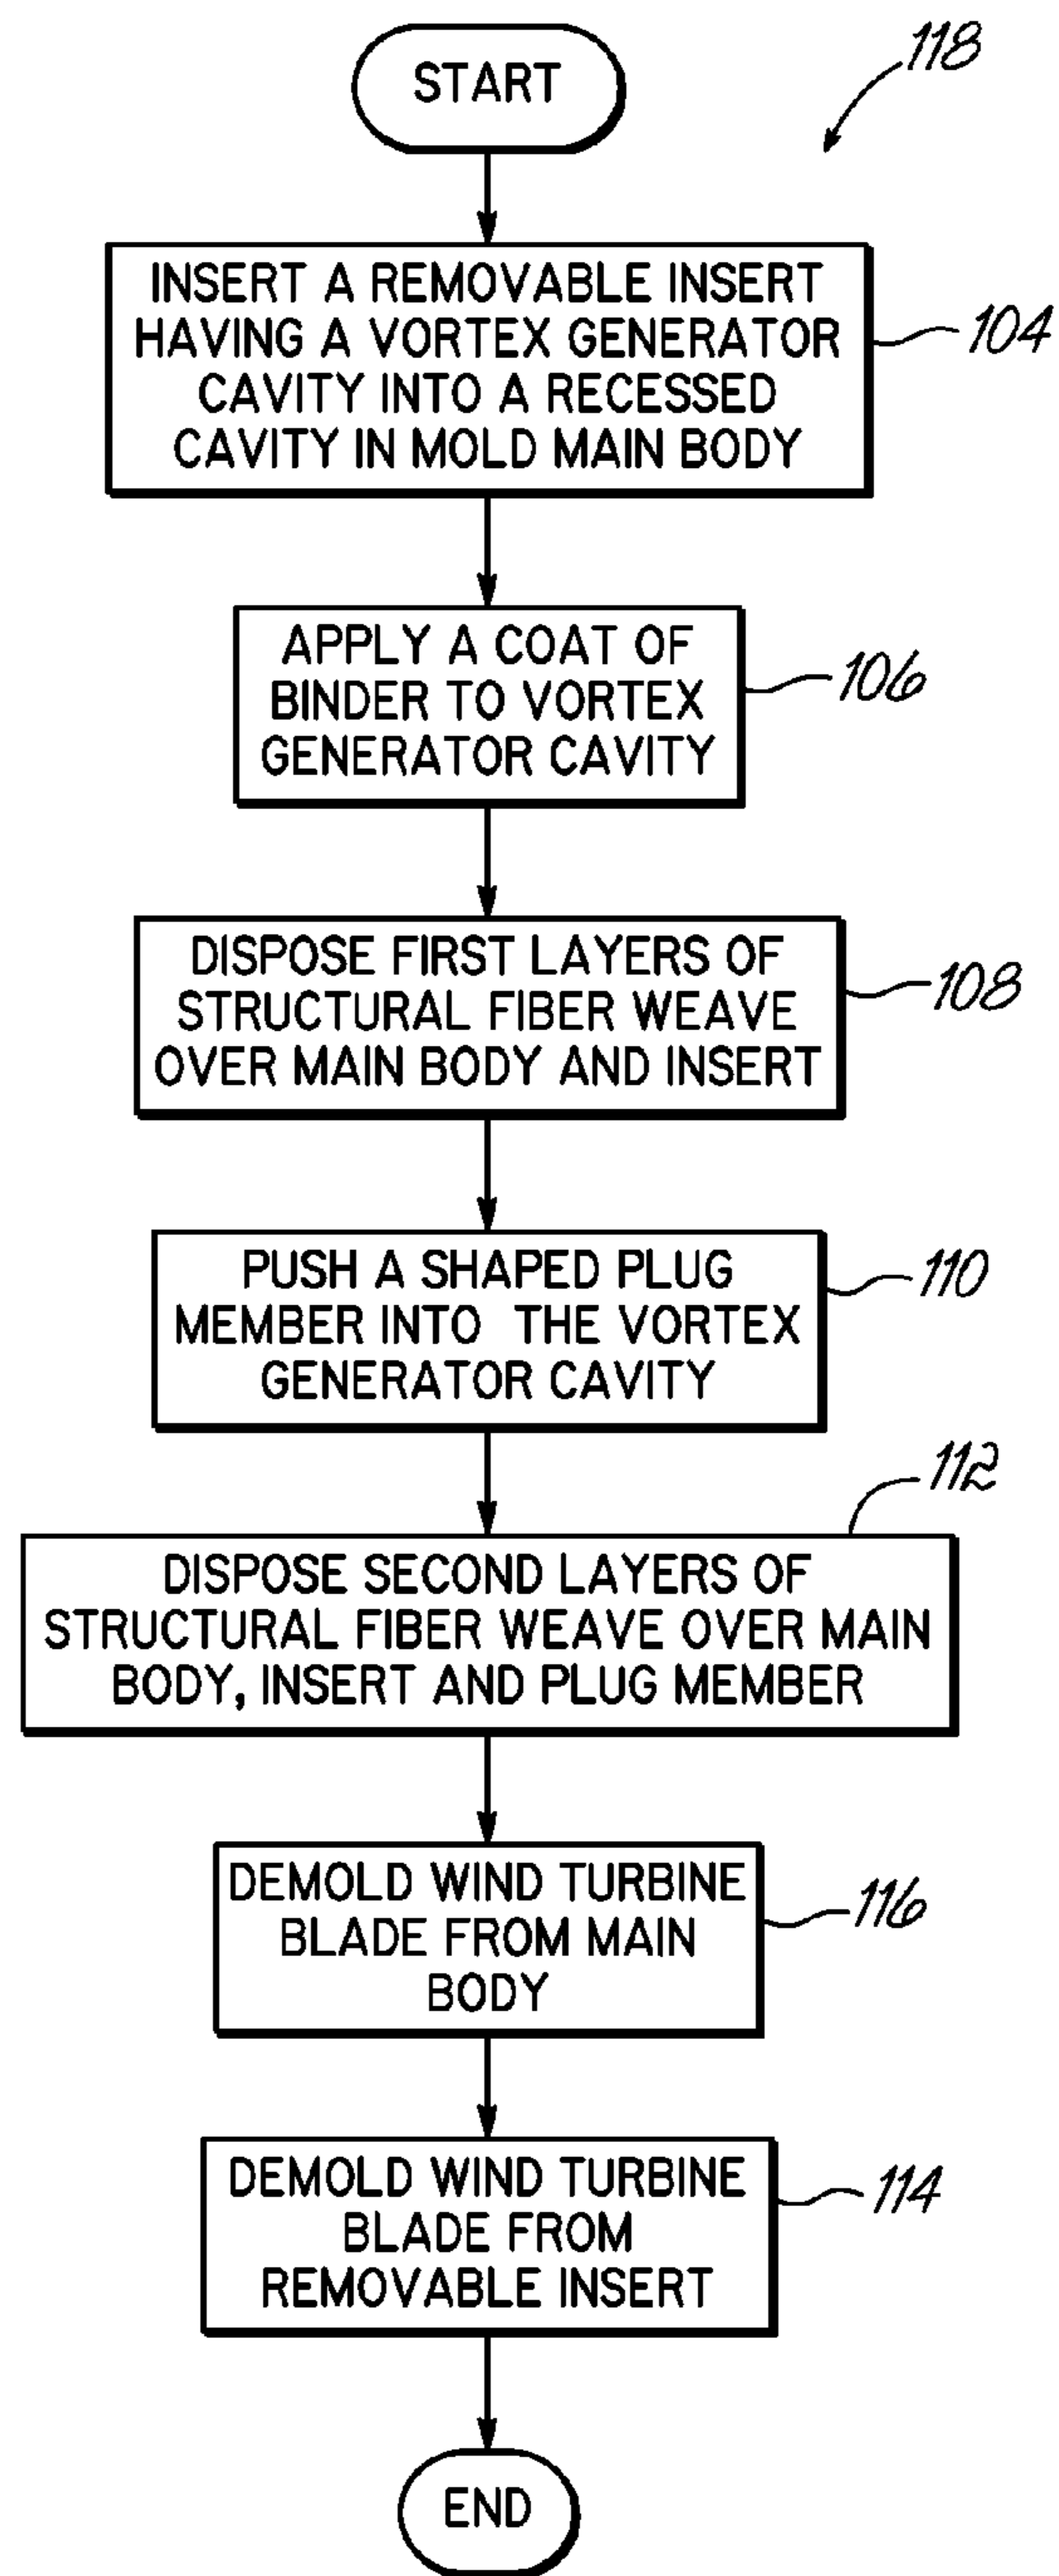 START
118
INSERT A REMOVABLE INSERT
HAVING A VORTEX GENERATOR
CAVITY INTO A RECESSED
CAVITY IN MOLD MAIN BODY
104
APPLY A COAT OF
BINDER TO VORTEX
GENERATOR CAVITY
106
DISPOSE FIRST LAYERS OF
STRUCTURAL FIBER WEAVE
OVER MAIN BODY AND INSERT
108
PUSH A SHAPED PLUG
MEMBER INTO THE VORTEX
GENERATOR CAVITY
110
112
DISPOSE SECOND LAYERS OF
STRUCTURAL FIBER WEAVE OVER MAIN
BODY, INSERT AND PLUG MEMBER
DEMOLD WIND TURBINE
BLADE FROM MAIN
BODY
116
DEMOLD WIND TURBINE
BLADE FROM
REMOVABLE INSERT
114
END